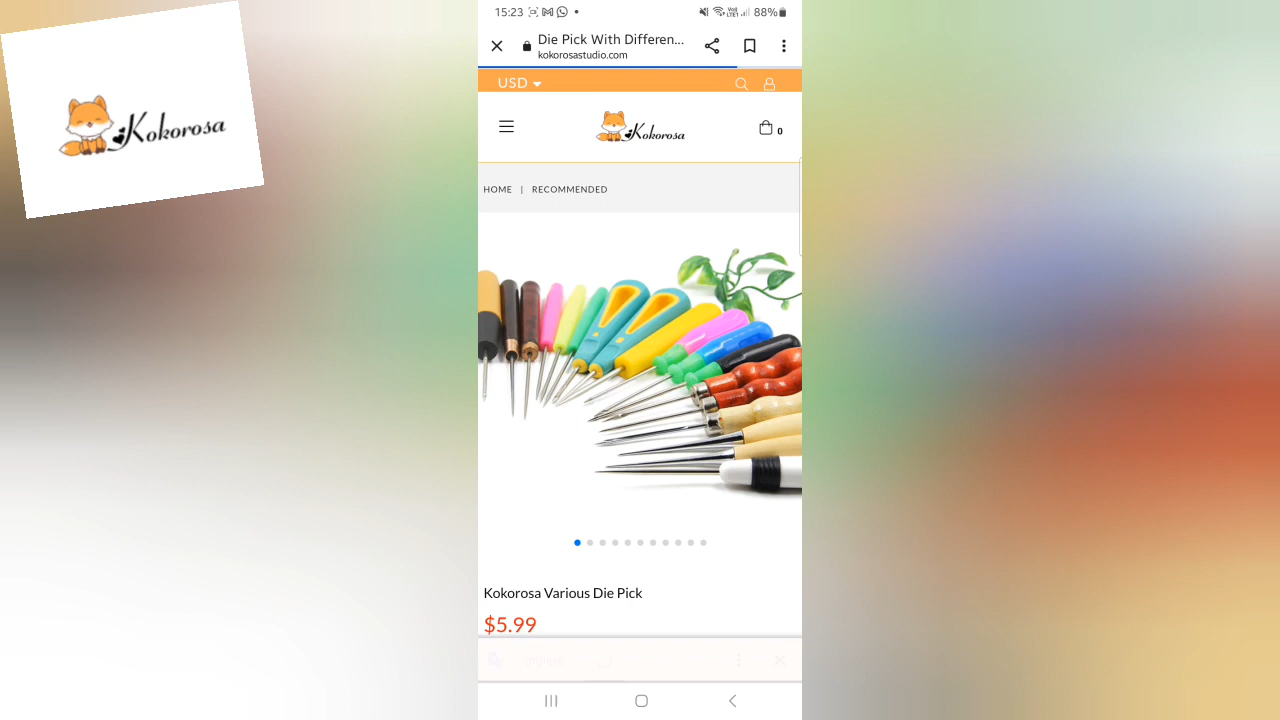 Kokorosa
15:23
88%
Die Pick With Differen...
kokorosastudio.com
USD
Kokorosa
0
HOME | RECOMMENDED
Kokorosa Various Die Pick
$5.99